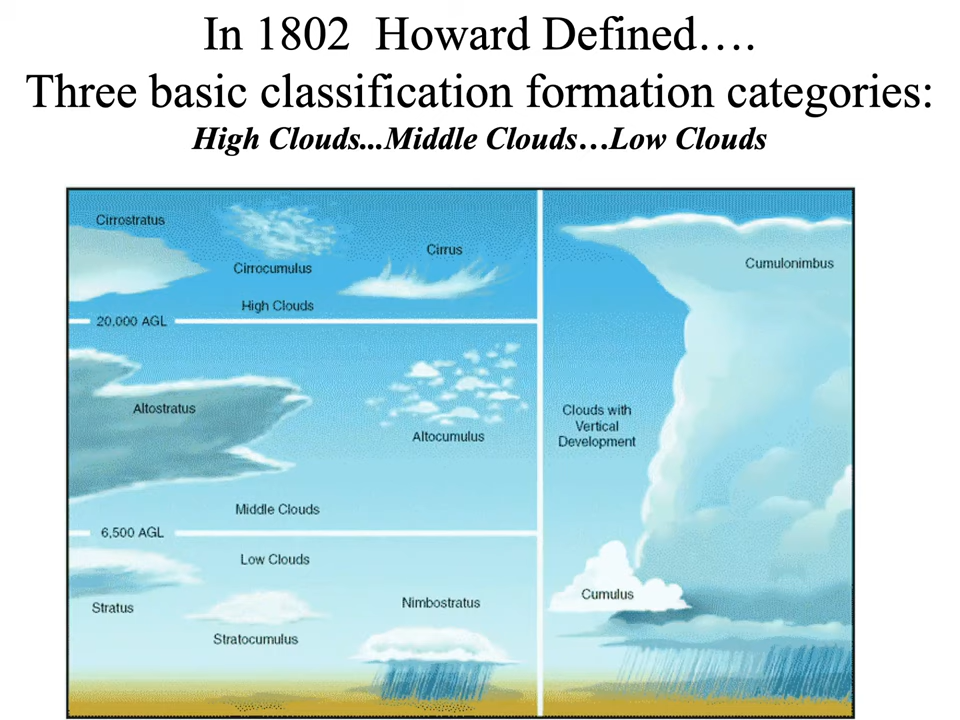 In 1802  Howard Defined….
Three basic classification formation categories:
High Clouds...Middle Clouds…Low Clouds
Cirrostratus
Cirrocumulus
Cirrus
High Clouds
20,000 AGL
Altostratus
Altocumulus
Middle Clouds
6,500 AGL
Low Clouds
Stratus
Stratocumulus
Nimbostratus
Cumulonimbus
Clouds with
Vertical
Development
Cumulus